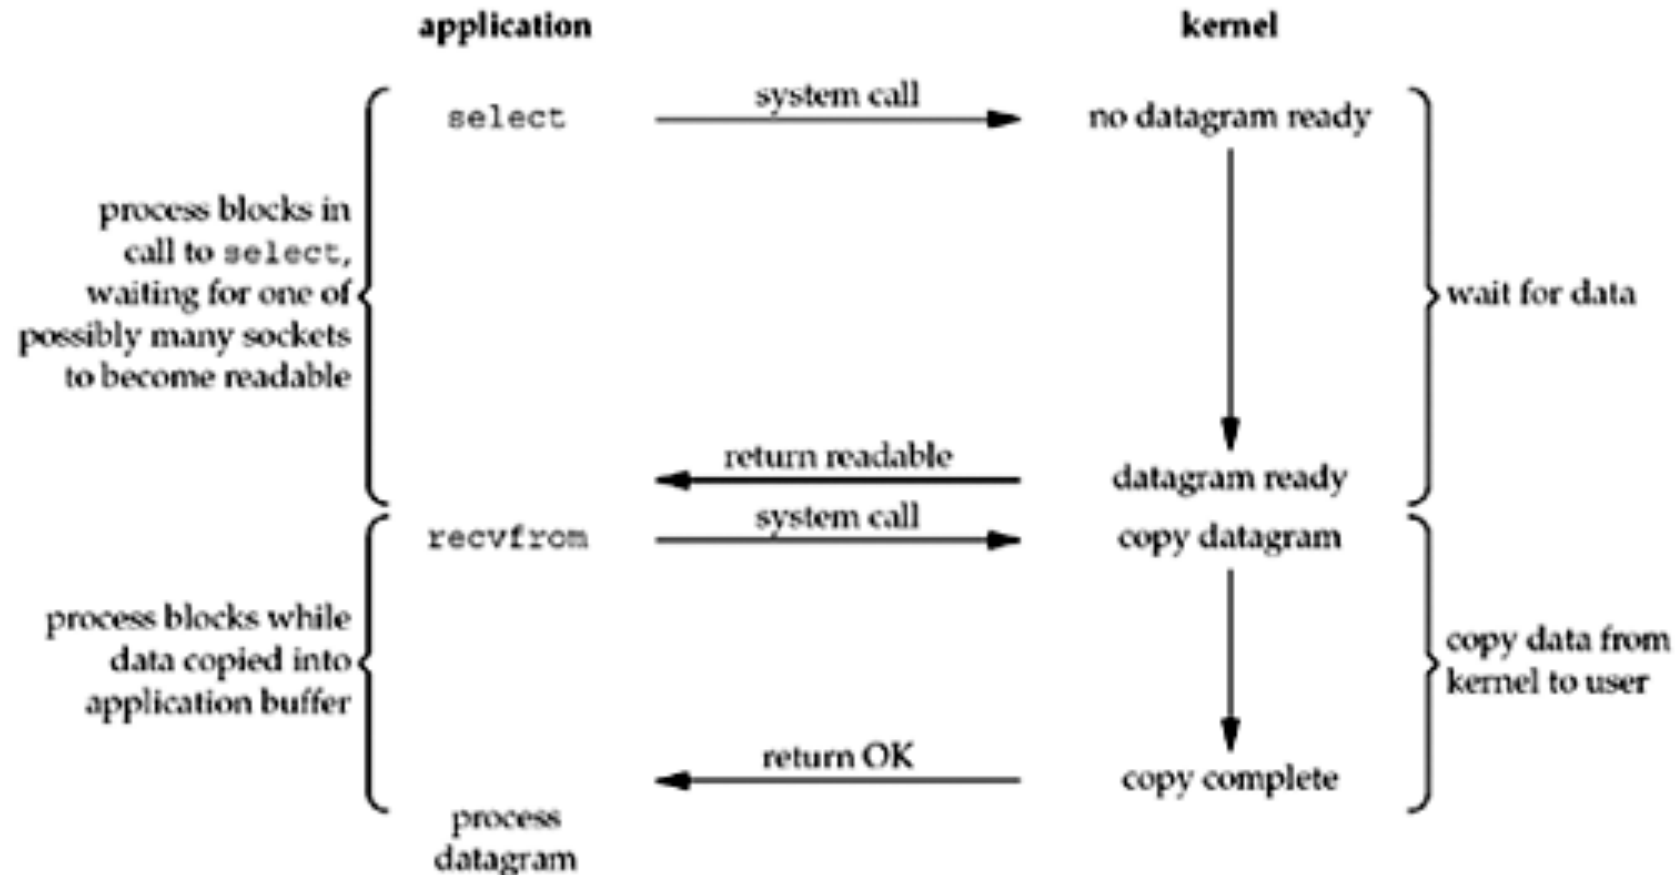 application
kernel
select
system call
no datagram ready
process blocks in
call to select,
waiting for one of
possibly many sockets
to become readable
wait for data
return readable
datagram ready
recvfrom
system call
copy datagram
process blocks while
data copied into
application buffer
copy data from
kernel to user
return OK
copy complete
process
datagram